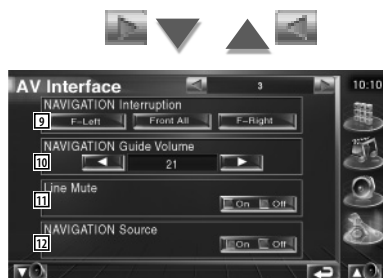 AV Interface 3 10:10
NAVIGATION Interruption
9 F-Left Front All F-Right
NAVIGATION Guide Volume
10 21
Line Mute
11 On Off
NAVIGATION Source
12 On Off